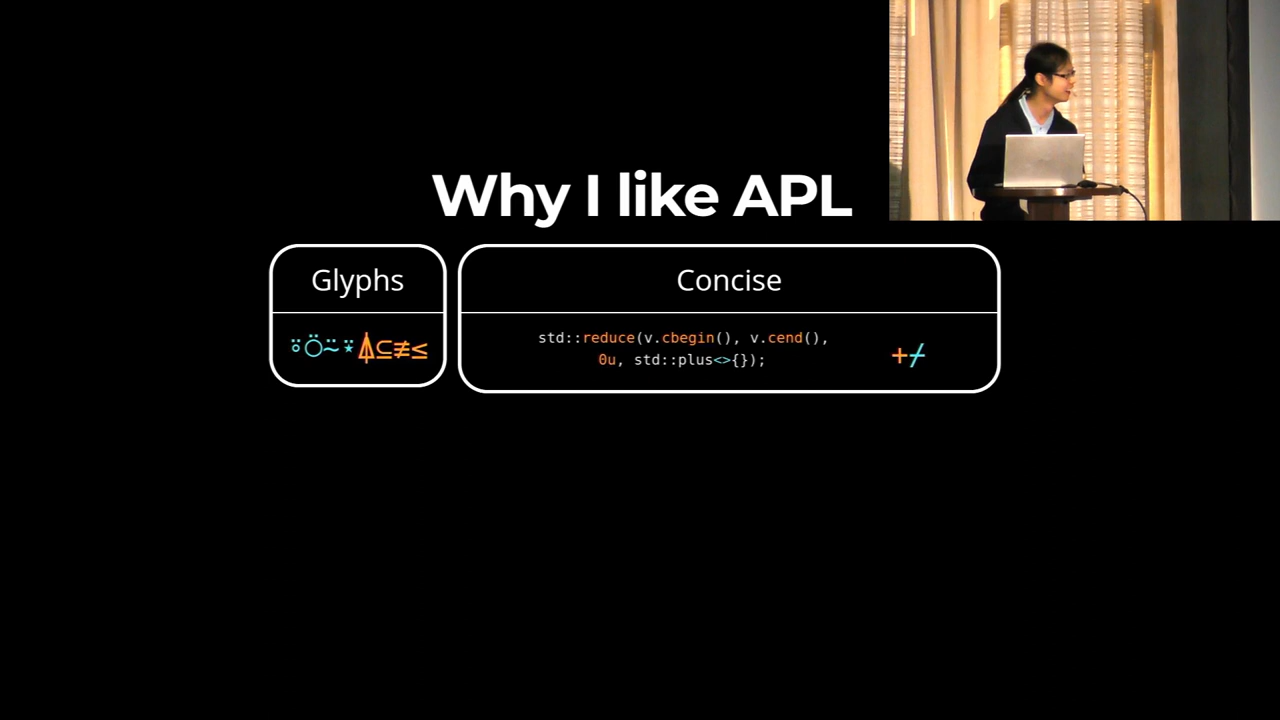 Why I like APL
Glyphs
⍤⍥⍨⍣⍋⊆≢≤
Concise
std::reduce(v.cbegin(), v.cend(),
0u, std::plus<>{});
+⌿